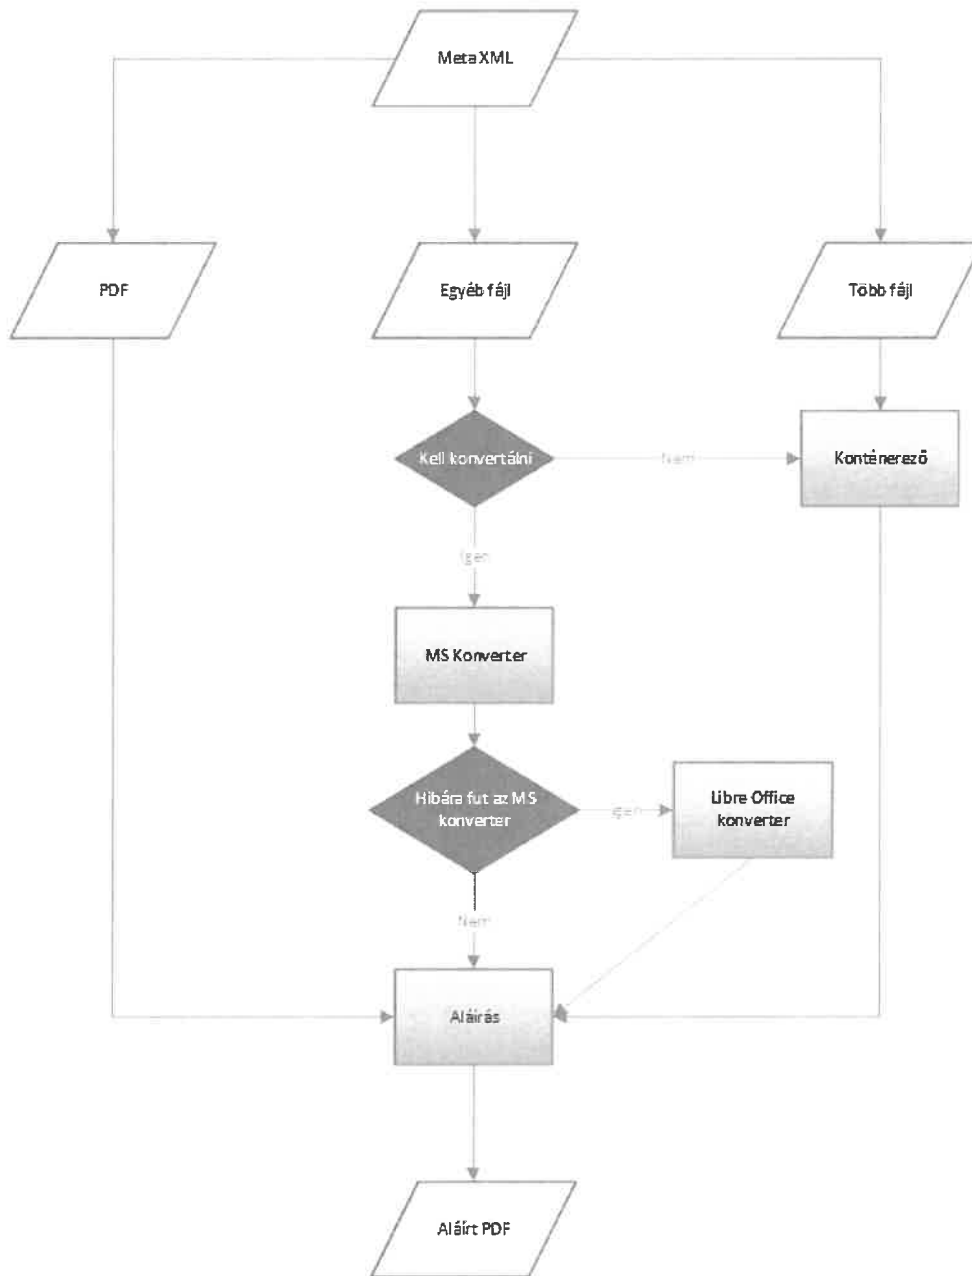 Meta XML
PDF
Egyéb fájl
Több fájl
Kell konvertálni
Nem
Konténerező
Igen
MS Konverter
Hibára fut az MS
konverter
Igen
Libre Office
konverter
Nem
Aláírás
Aláírt PDF